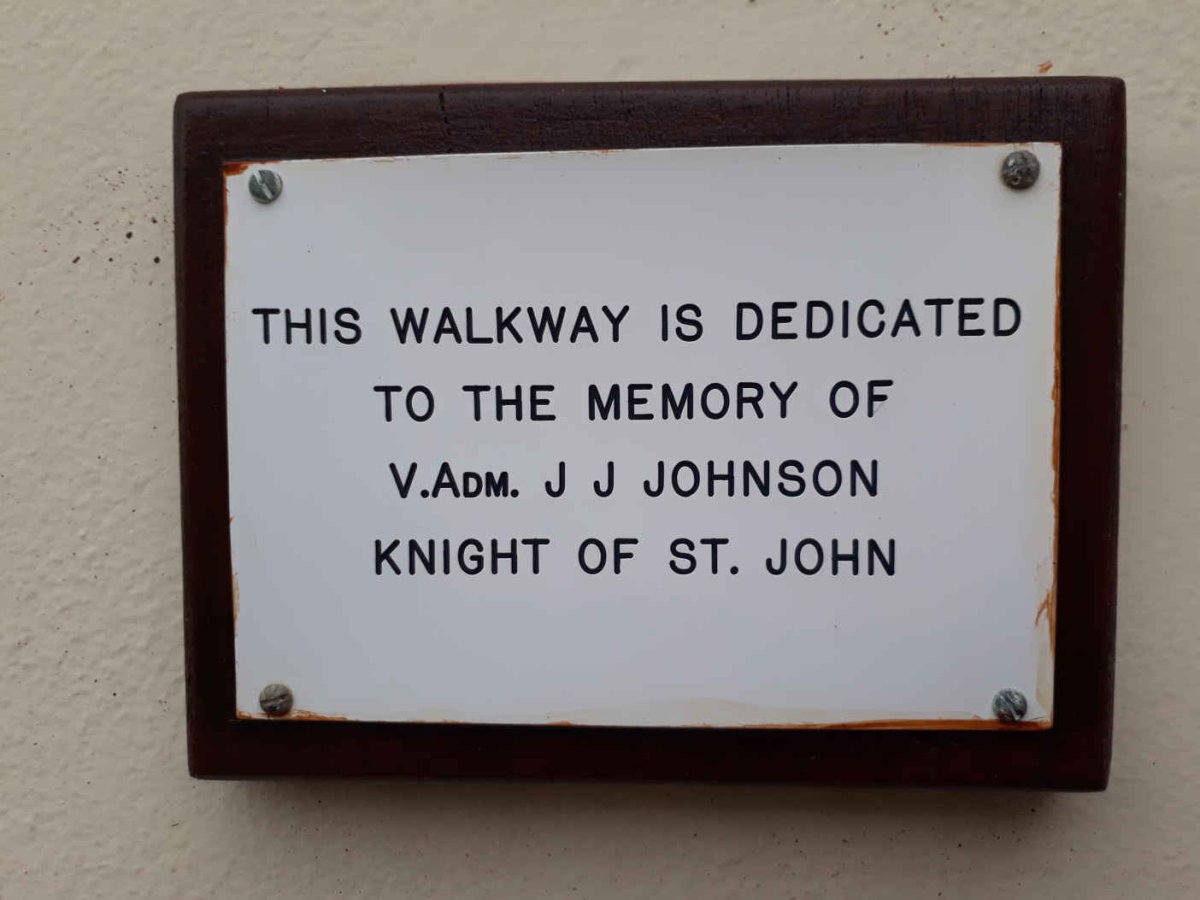 THIS WALKWAY IS DEDICATED
TO THE MEMORY OF
V.ADM. J J JOHNSON
KNIGHT OF ST. JOHN